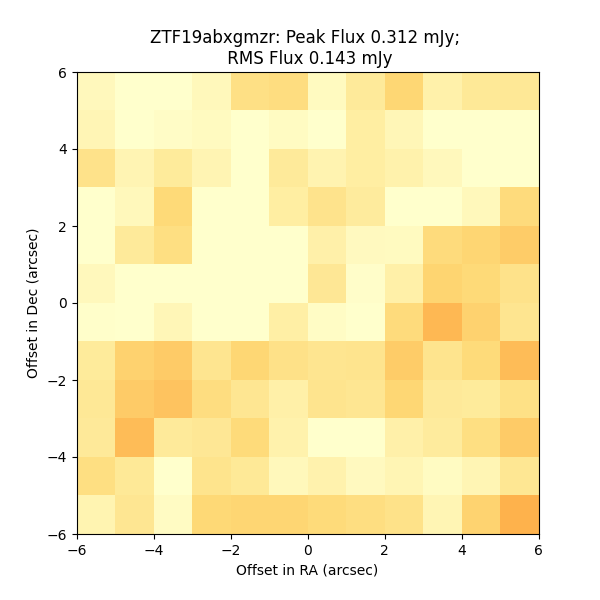 ZTF19abxgmzr: Peak Flux 0.312 mJy;
RMS Flux 0.143 mJy
6
4
2
0
−2
−4
−6
Offset in Dec (arcsec)
−6 −4 −2 0 2 4 6
Offset in RA (arcsec)